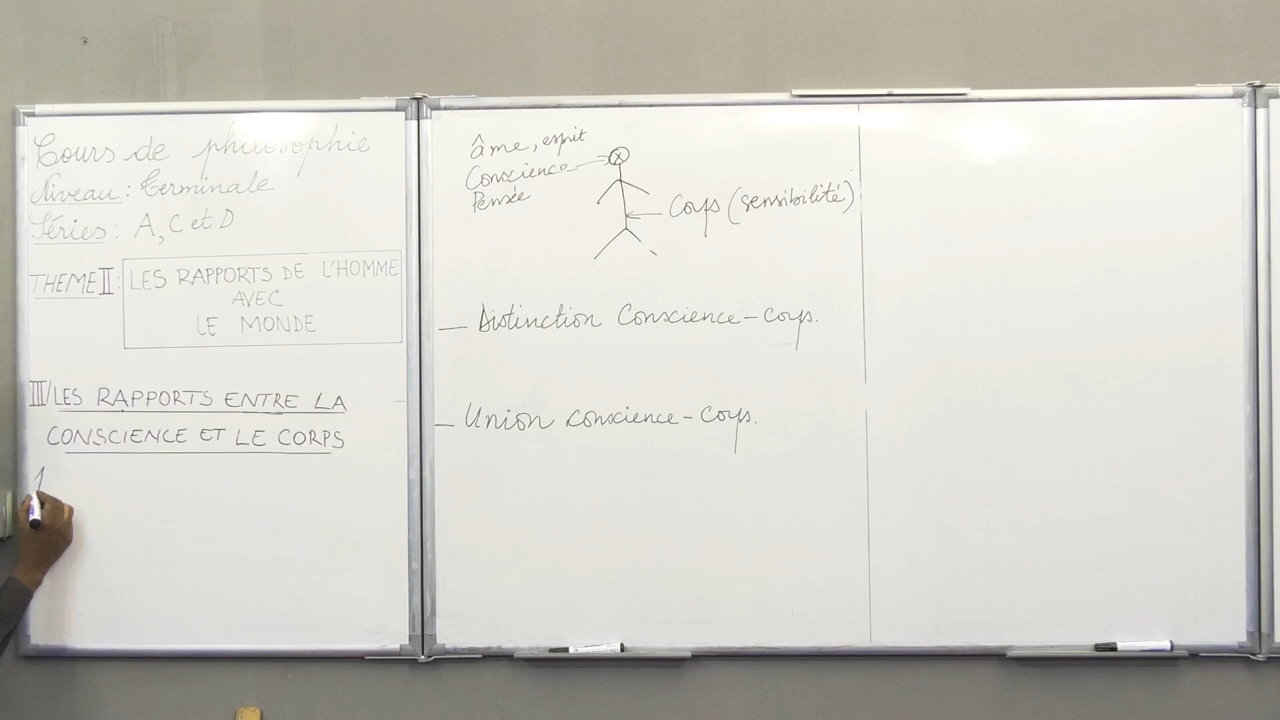 Cours de philosophie
Niveau : Terminale
Séries : A, C et D
THEME II :
LES RAPPORTS DE L'HOMME
AVEC
LE MONDE
III/ LES RAPPORTS ENTRE LA
CONSCIENCE ET LE CORPS
1
âme, esprit
Conscience
Pensée
Corps (sensibilité)
— Distinction Conscience - Corps.
— Union conscience - corps.